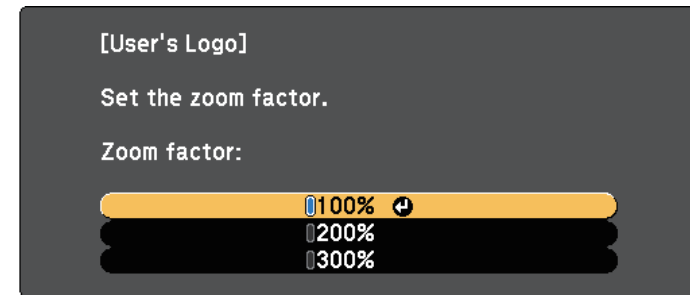 [User's Logo]
Set the zoom factor.
Zoom factor:
100%
200%
300%